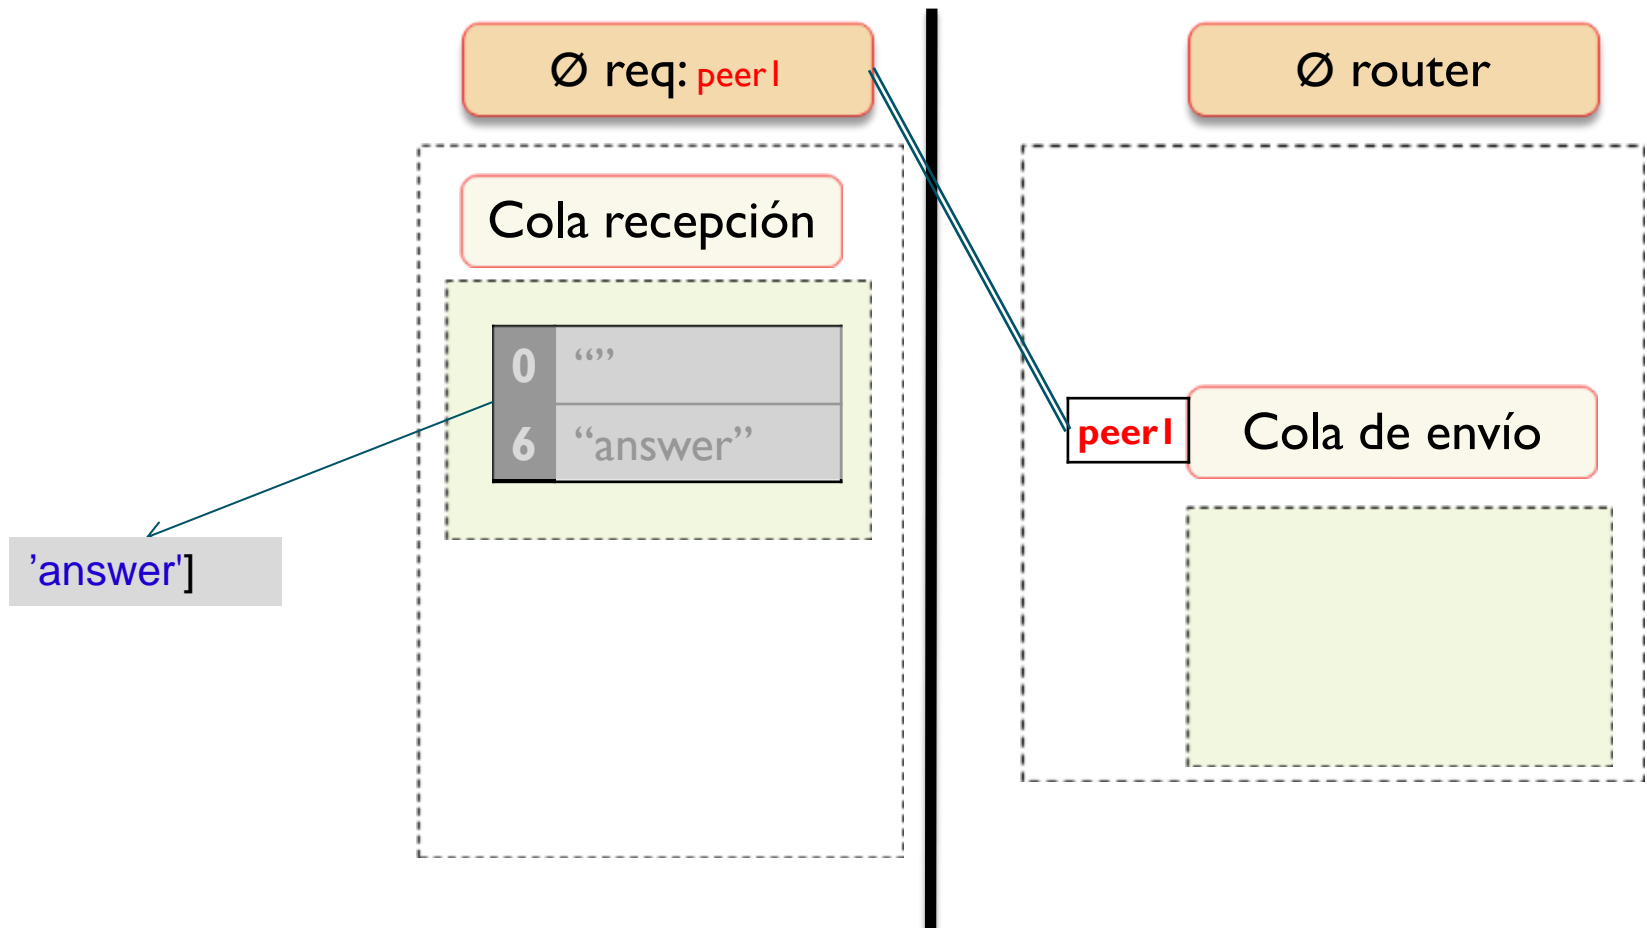 Ø req: peer1
Ø router
Cola recepción
0 “”
6 “answer”
peer1
Cola de envío
’answer']